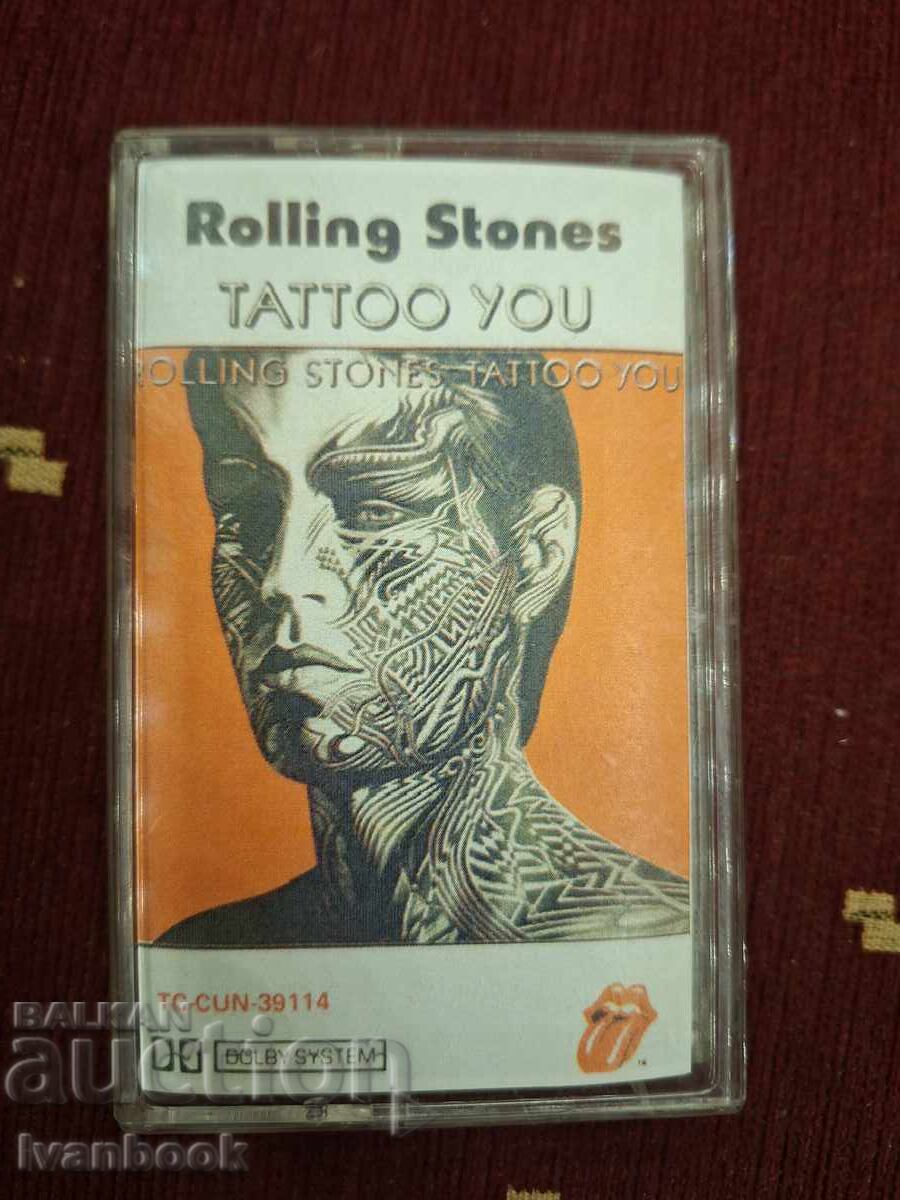 Rolling Stones
TATTOO YOU
ROLLING STONES TATTOO YOU
TC-CUN-39114
DOLBY SYSTEM
BALKAN
auction
Ivanbook